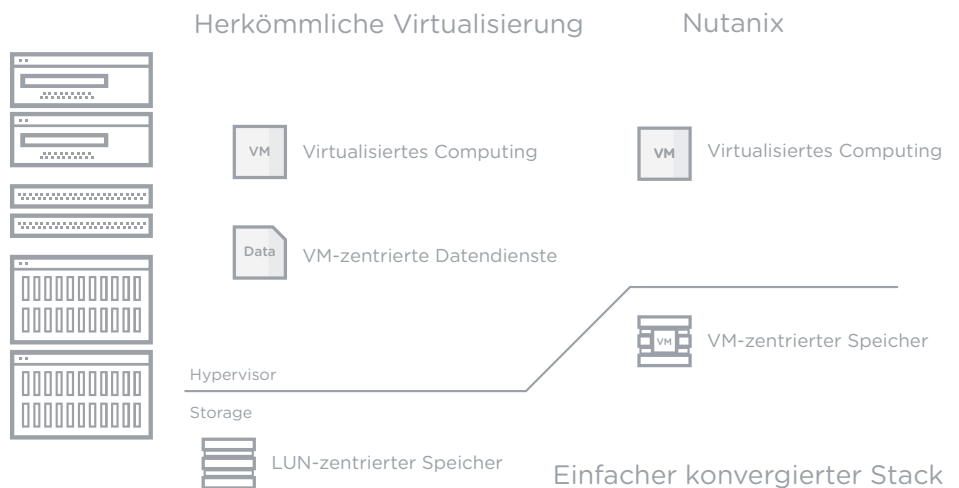 Herkömmliche Virtualisierung
Nutanix
VM
Virtualisiertes Computing
VM
Virtualisiertes Computing
Data
VM-zentrierte Datendienste
VM
VM-zentrierter Speicher
Hypervisor
Storage
LUN-zentrierter Speicher
Einfacher konvergierter Stack